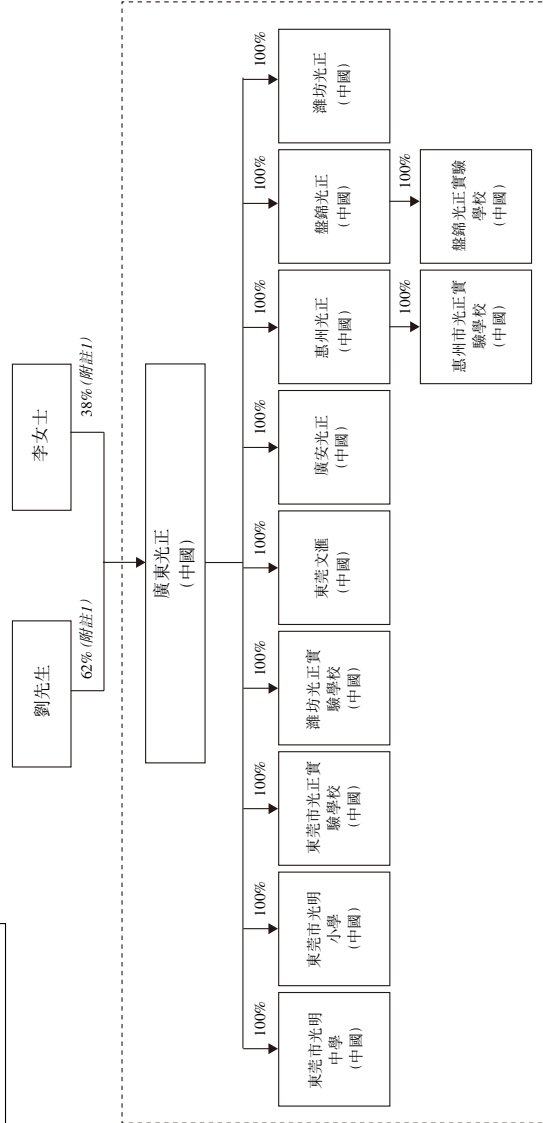 劉先生
李女士
62% (附註1)
38% (附註1)
廣東光正
(中國)
100%
100%
100%
100%
100%
100%
100%
100%
100%
東莞市光明
中學
(中國)
東莞市光明
小學
(中國)
東莞市光正實
驗學校
(中國)
濰坊光正實
驗學校
(中國)
東莞文滙
(中國)
廣安光正
(中國)
惠州光正
(中國)
盤錦光正
(中國)
濰坊光正
(中國)
100%
100%
惠州市光正實
驗學校
(中國)
盤錦光正實驗
學校
(中國)